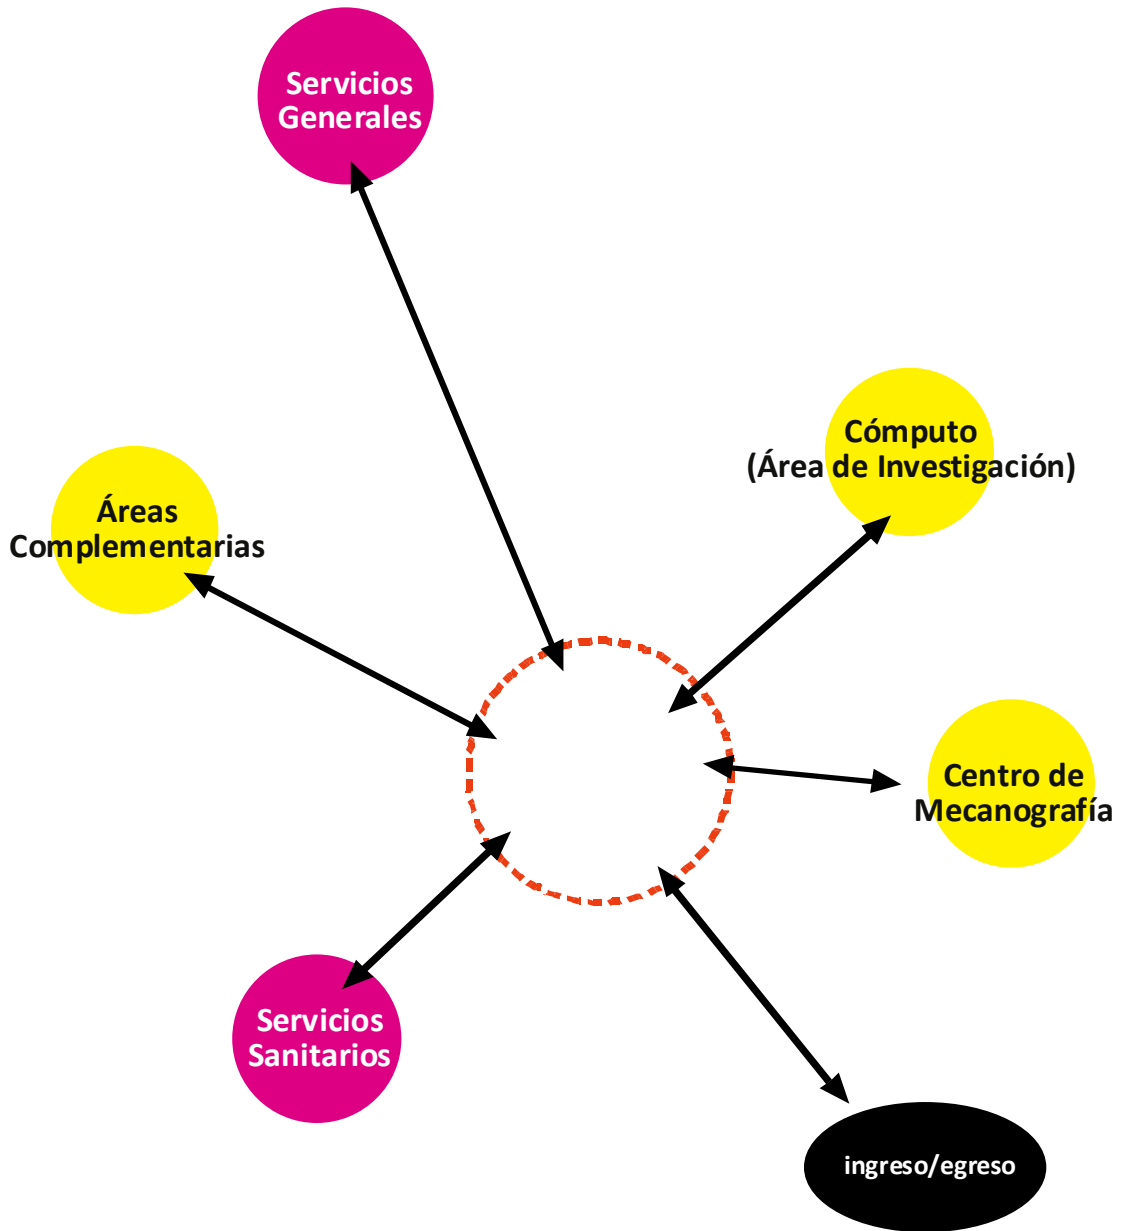 Servicios
Generales
Cómputo
(Área de Investigación)
Áreas
Complementarias
Centro de
Mecanografía
Servicios
Sanitarios
ingreso/egreso